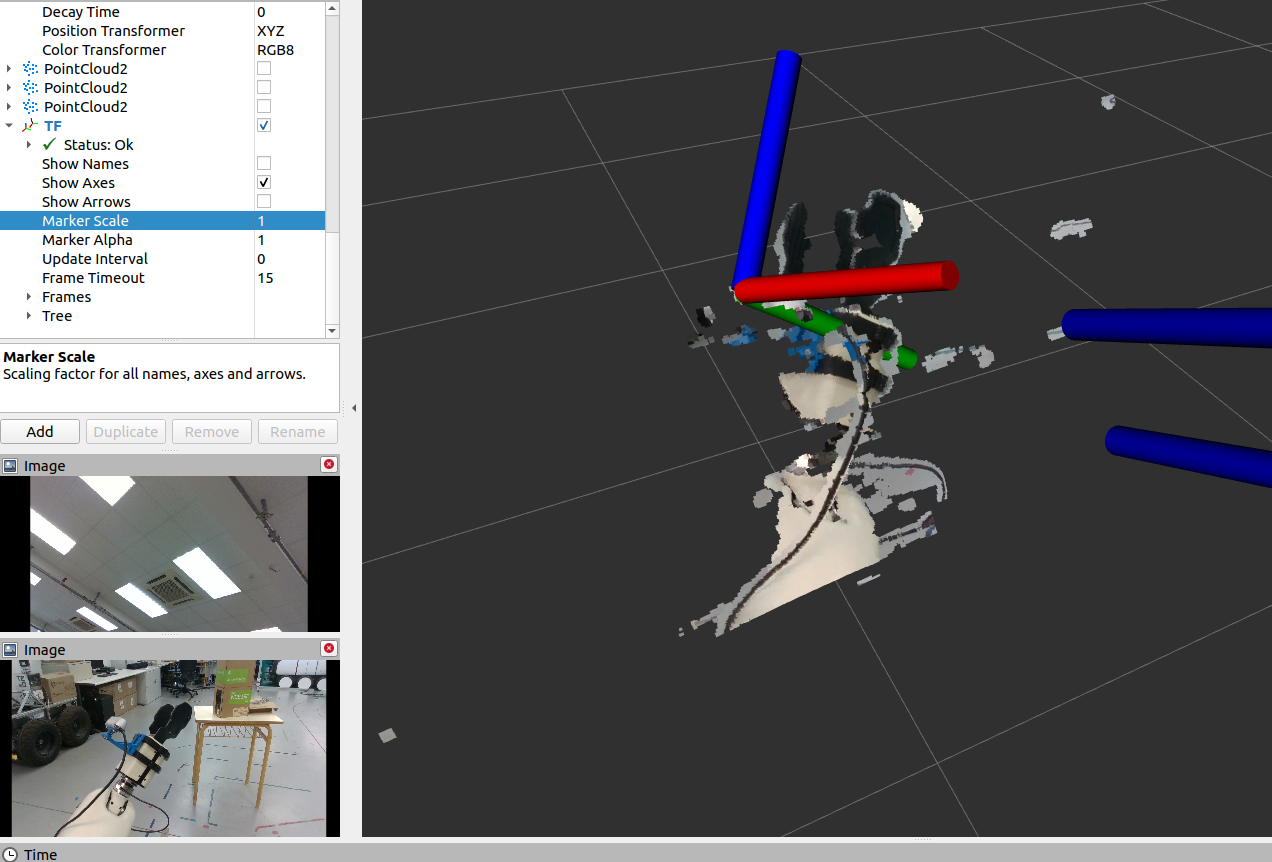 Decay Time 0
Position Transformer XYZ
Color Transformer RGB8
PointCloud2
PointCloud2
PointCloud2
TF
Status: Ok
Show Names
Show Axes
Show Arrows
Marker Scale 1
Marker Alpha 1
Update Interval 0
Frame Timeout 15
Frames
Tree
Marker Scale
Scaling factor for all names, axes and arrows.
Add Duplicate Remove Rename
Image
Image
Time